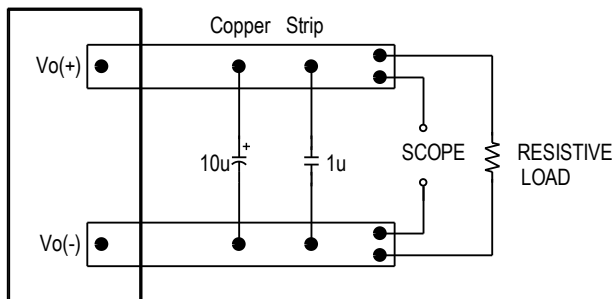 Copper Strip
Vo(+)
10u
+
1u
SCOPE
RESISTIVE
LOAD
Vo(-)